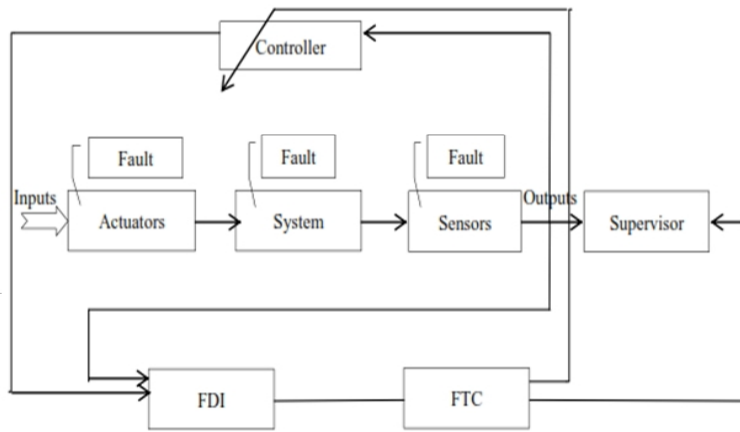 Controller
Fault
Fault
Fault
Inputs
Actuators
System
Sensors
Outputs
Supervisor
FDI
FTC